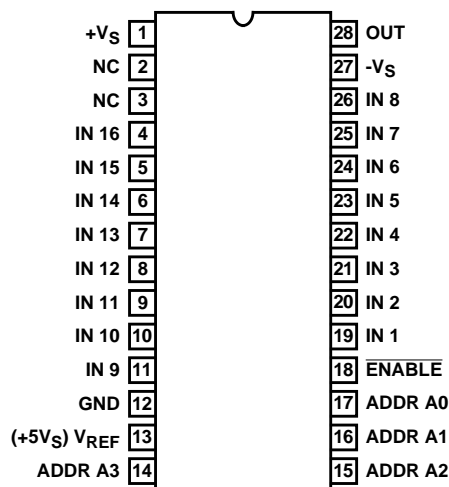 +VS 1 28 OUT
NC 2 27 -VS
NC 3 26 IN 8
IN 16 4 25 IN 7
IN 15 5 24 IN 6
IN 14 6 23 IN 5
IN 13 7 22 IN 4
IN 12 8 21 IN 3
IN 11 9 20 IN 2
IN 10 10 19 IN 1
IN 9 11 18 ENABLE
GND 12 17 ADDR A0
(+5VS) VREF 13 16 ADDR A1
ADDR A3 14 15 ADDR A2